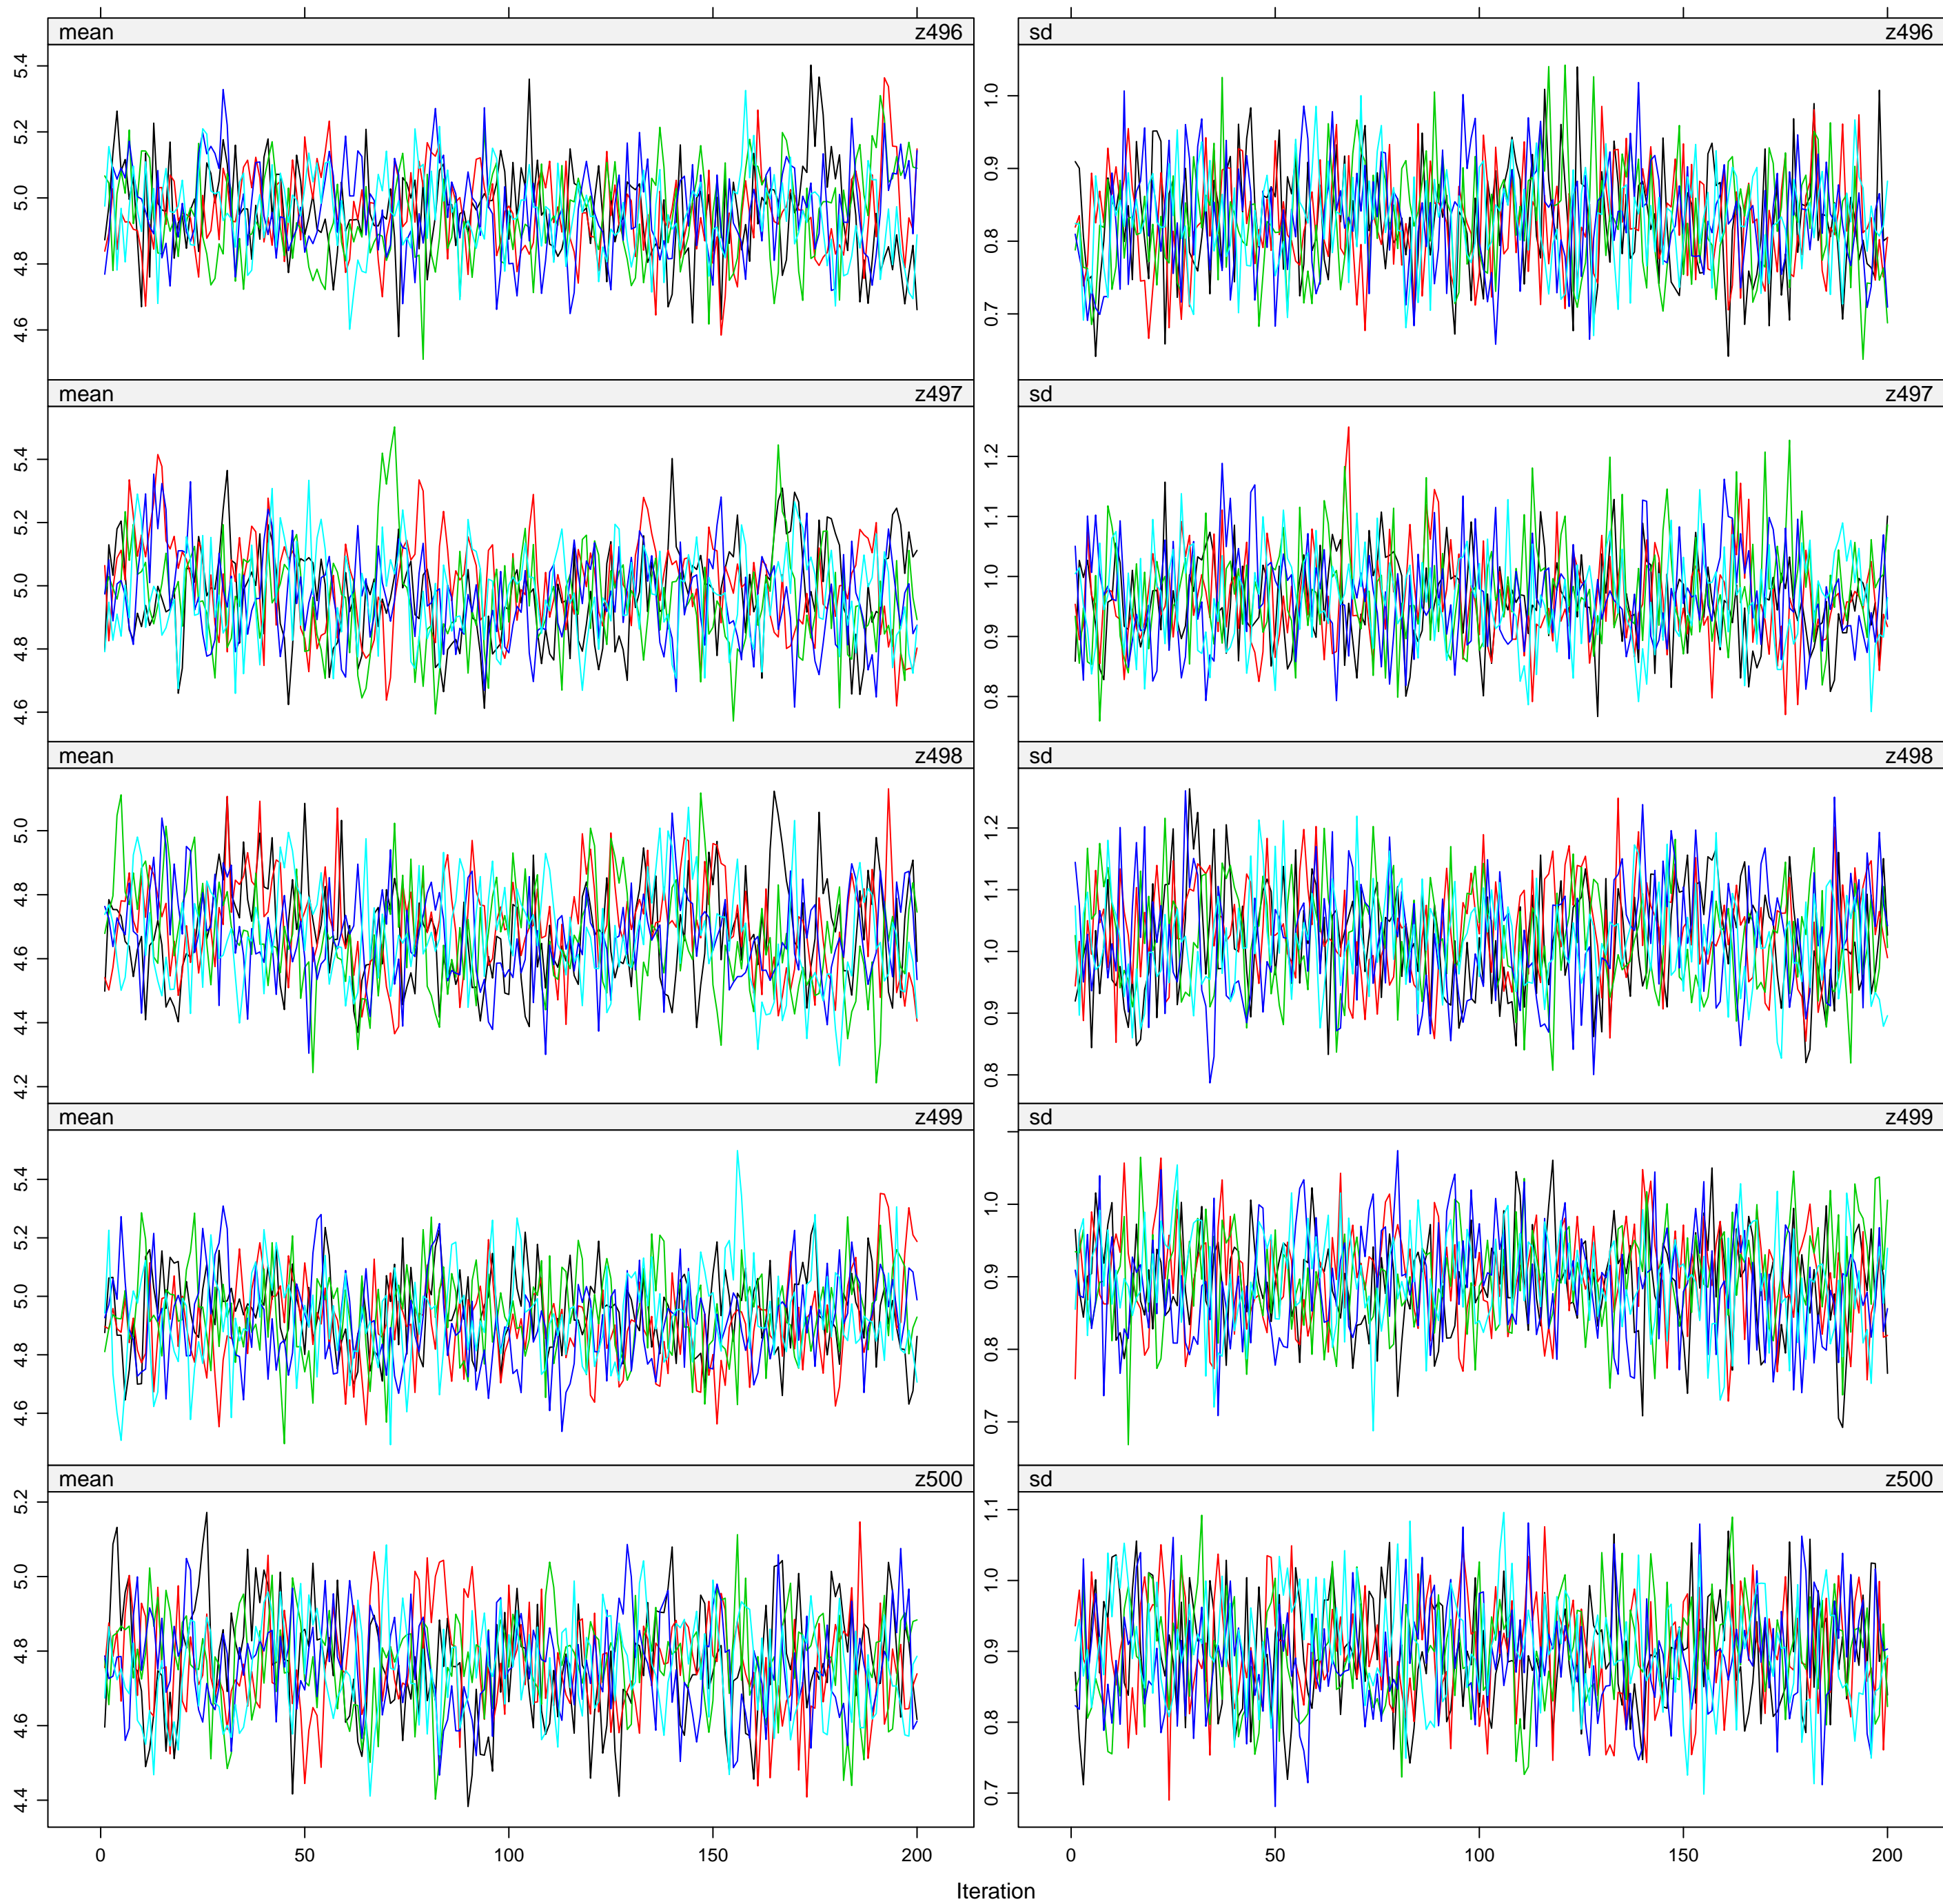 mean z496 sd z496
4.6 4.8 5.0 5.2 5.4
0.7 0.8 0.9 1.0
mean z497 sd z497
4.6 4.8 5.0 5.2 5.4
0.8 0.9 1.0 1.1 1.2
mean z498 sd z498
4.2 4.4 4.6 4.8 5.0
0.8 0.9 1.0 1.1 1.2
mean z499 sd z499
4.6 4.8 5.0 5.2 5.4
0.7 0.8 0.9 1.0
mean z500 sd z500
4.4 4.6 4.8 5.0 5.2
0.7 0.8 0.9 1.0 1.1
0 50 100 150 200 0 50 100 150 200
Iteration